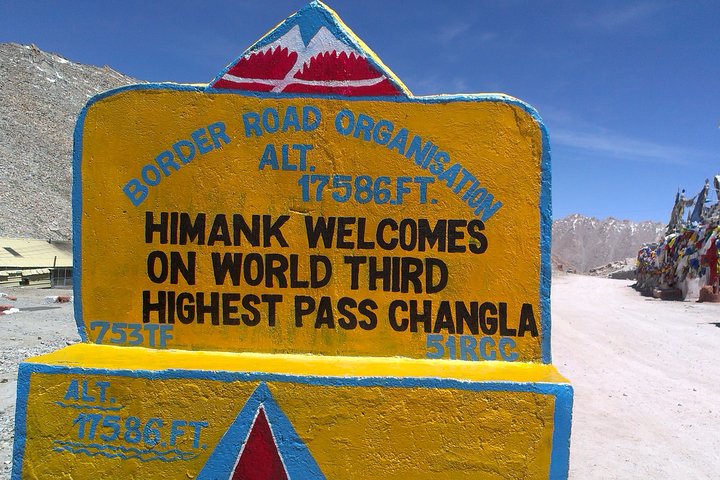 BORDER ROAD ORGANISATION
ALT.
17586.FT.
HIMANK WELCOMES
ON WORLD THIRD
HIGHEST PASS CHANGLA
753TF 51RCC
ALT.
17586.FT.